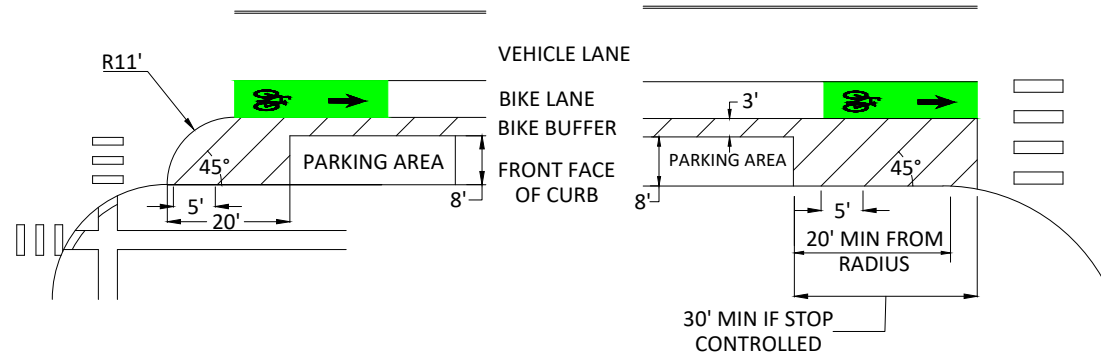 R11'
VEHICLE LANE
BIKE LANE
BIKE BUFFER
FRONT FACE
OF CURB
45°
PARKING AREA
8'
5'
20'
3'
PARKING AREA
45°
8'
5'
20' MIN FROM
RADIUS
30' MIN IF STOP
CONTROLLED